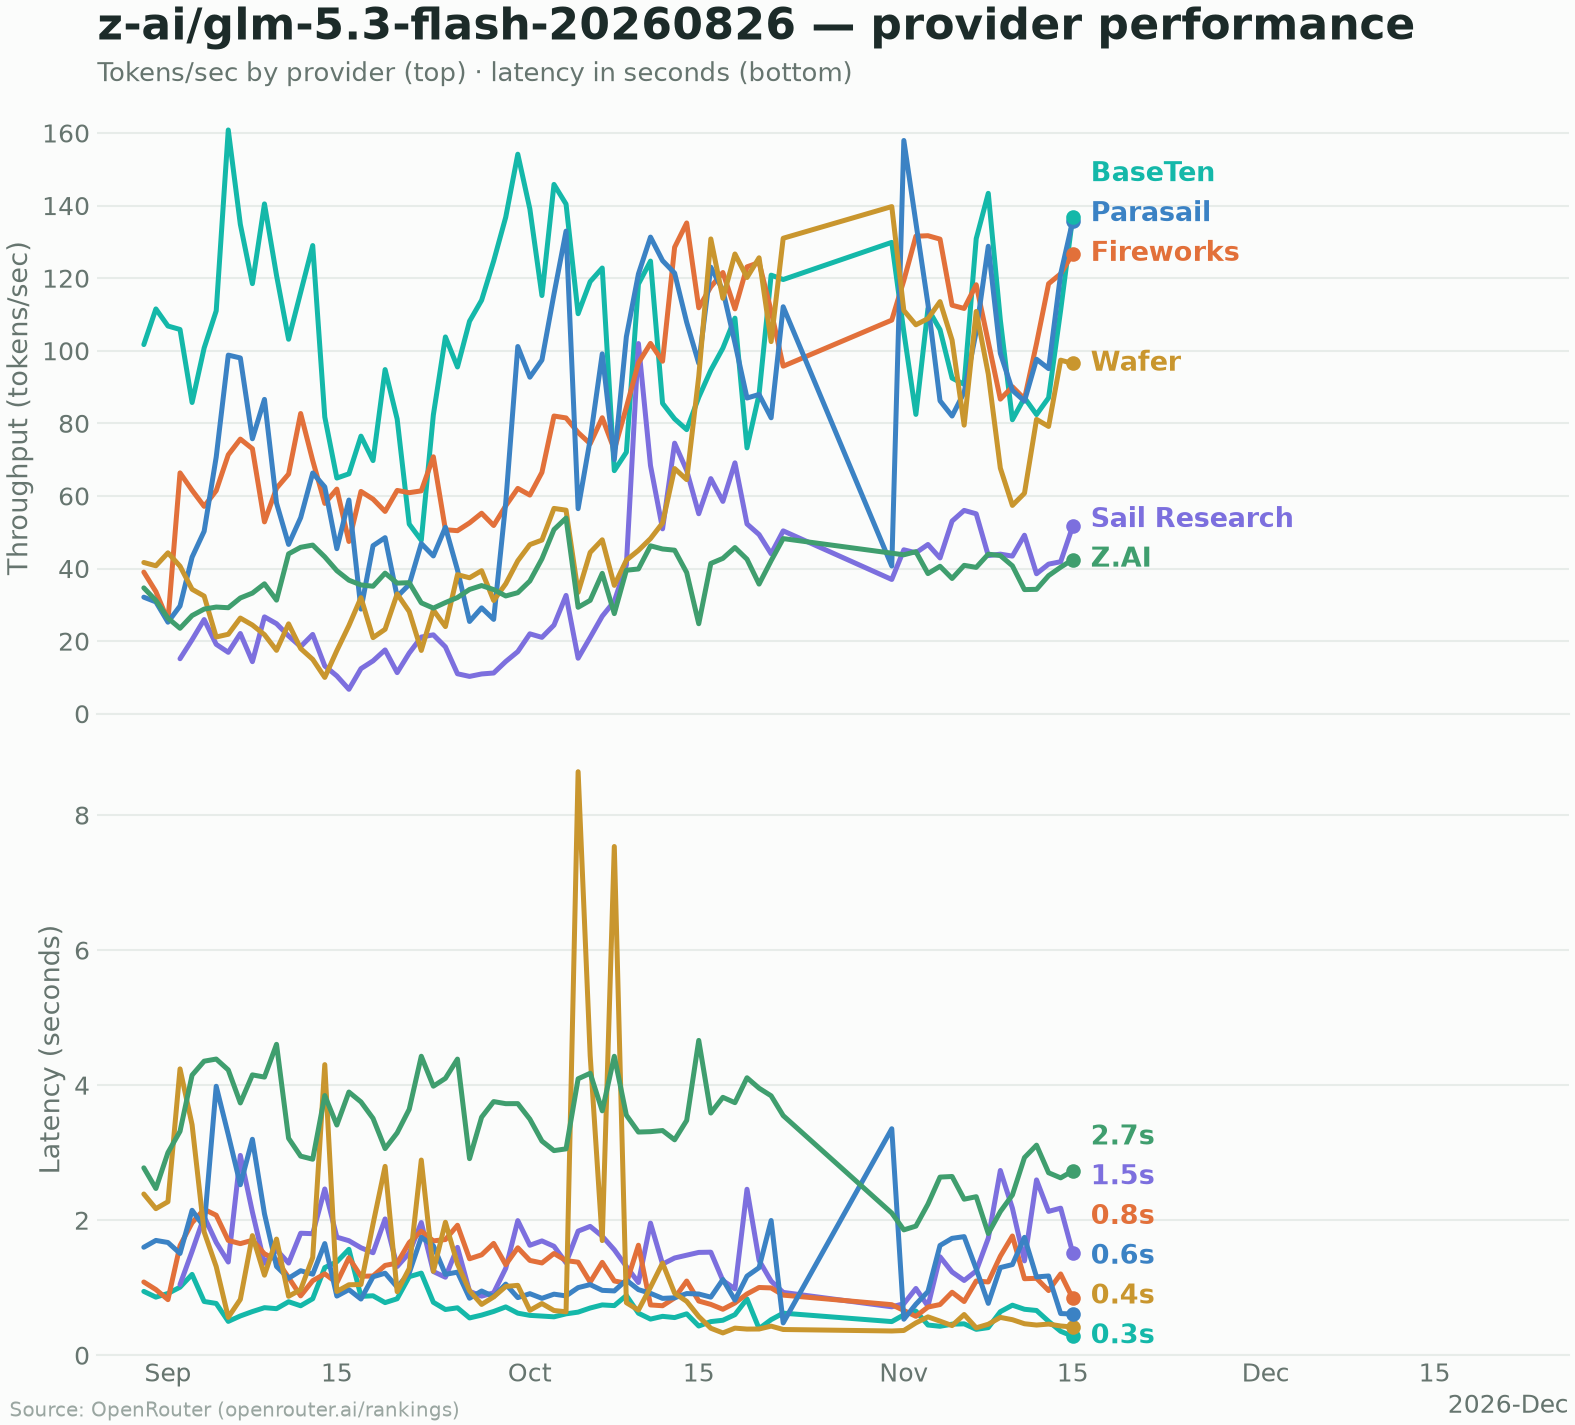 z-ai/glm-5.3-flash-20260826 — provider performance
Tokens/sec by provider (top) · latency in seconds (bottom)
Throughput (tokens/sec)
160
140
120
100
80
60
40
20
0
BaseTen
Parasail
Fireworks
Wafer
Sail Research
Z.AI
Latency (seconds)
8
6
4
2
0
2.7s
1.5s
0.8s
0.6s
0.4s
0.3s
Sep 15 Oct 15 Nov 15 Dec 15
2026-Dec
Source: OpenRouter (openrouter.ai/rankings)